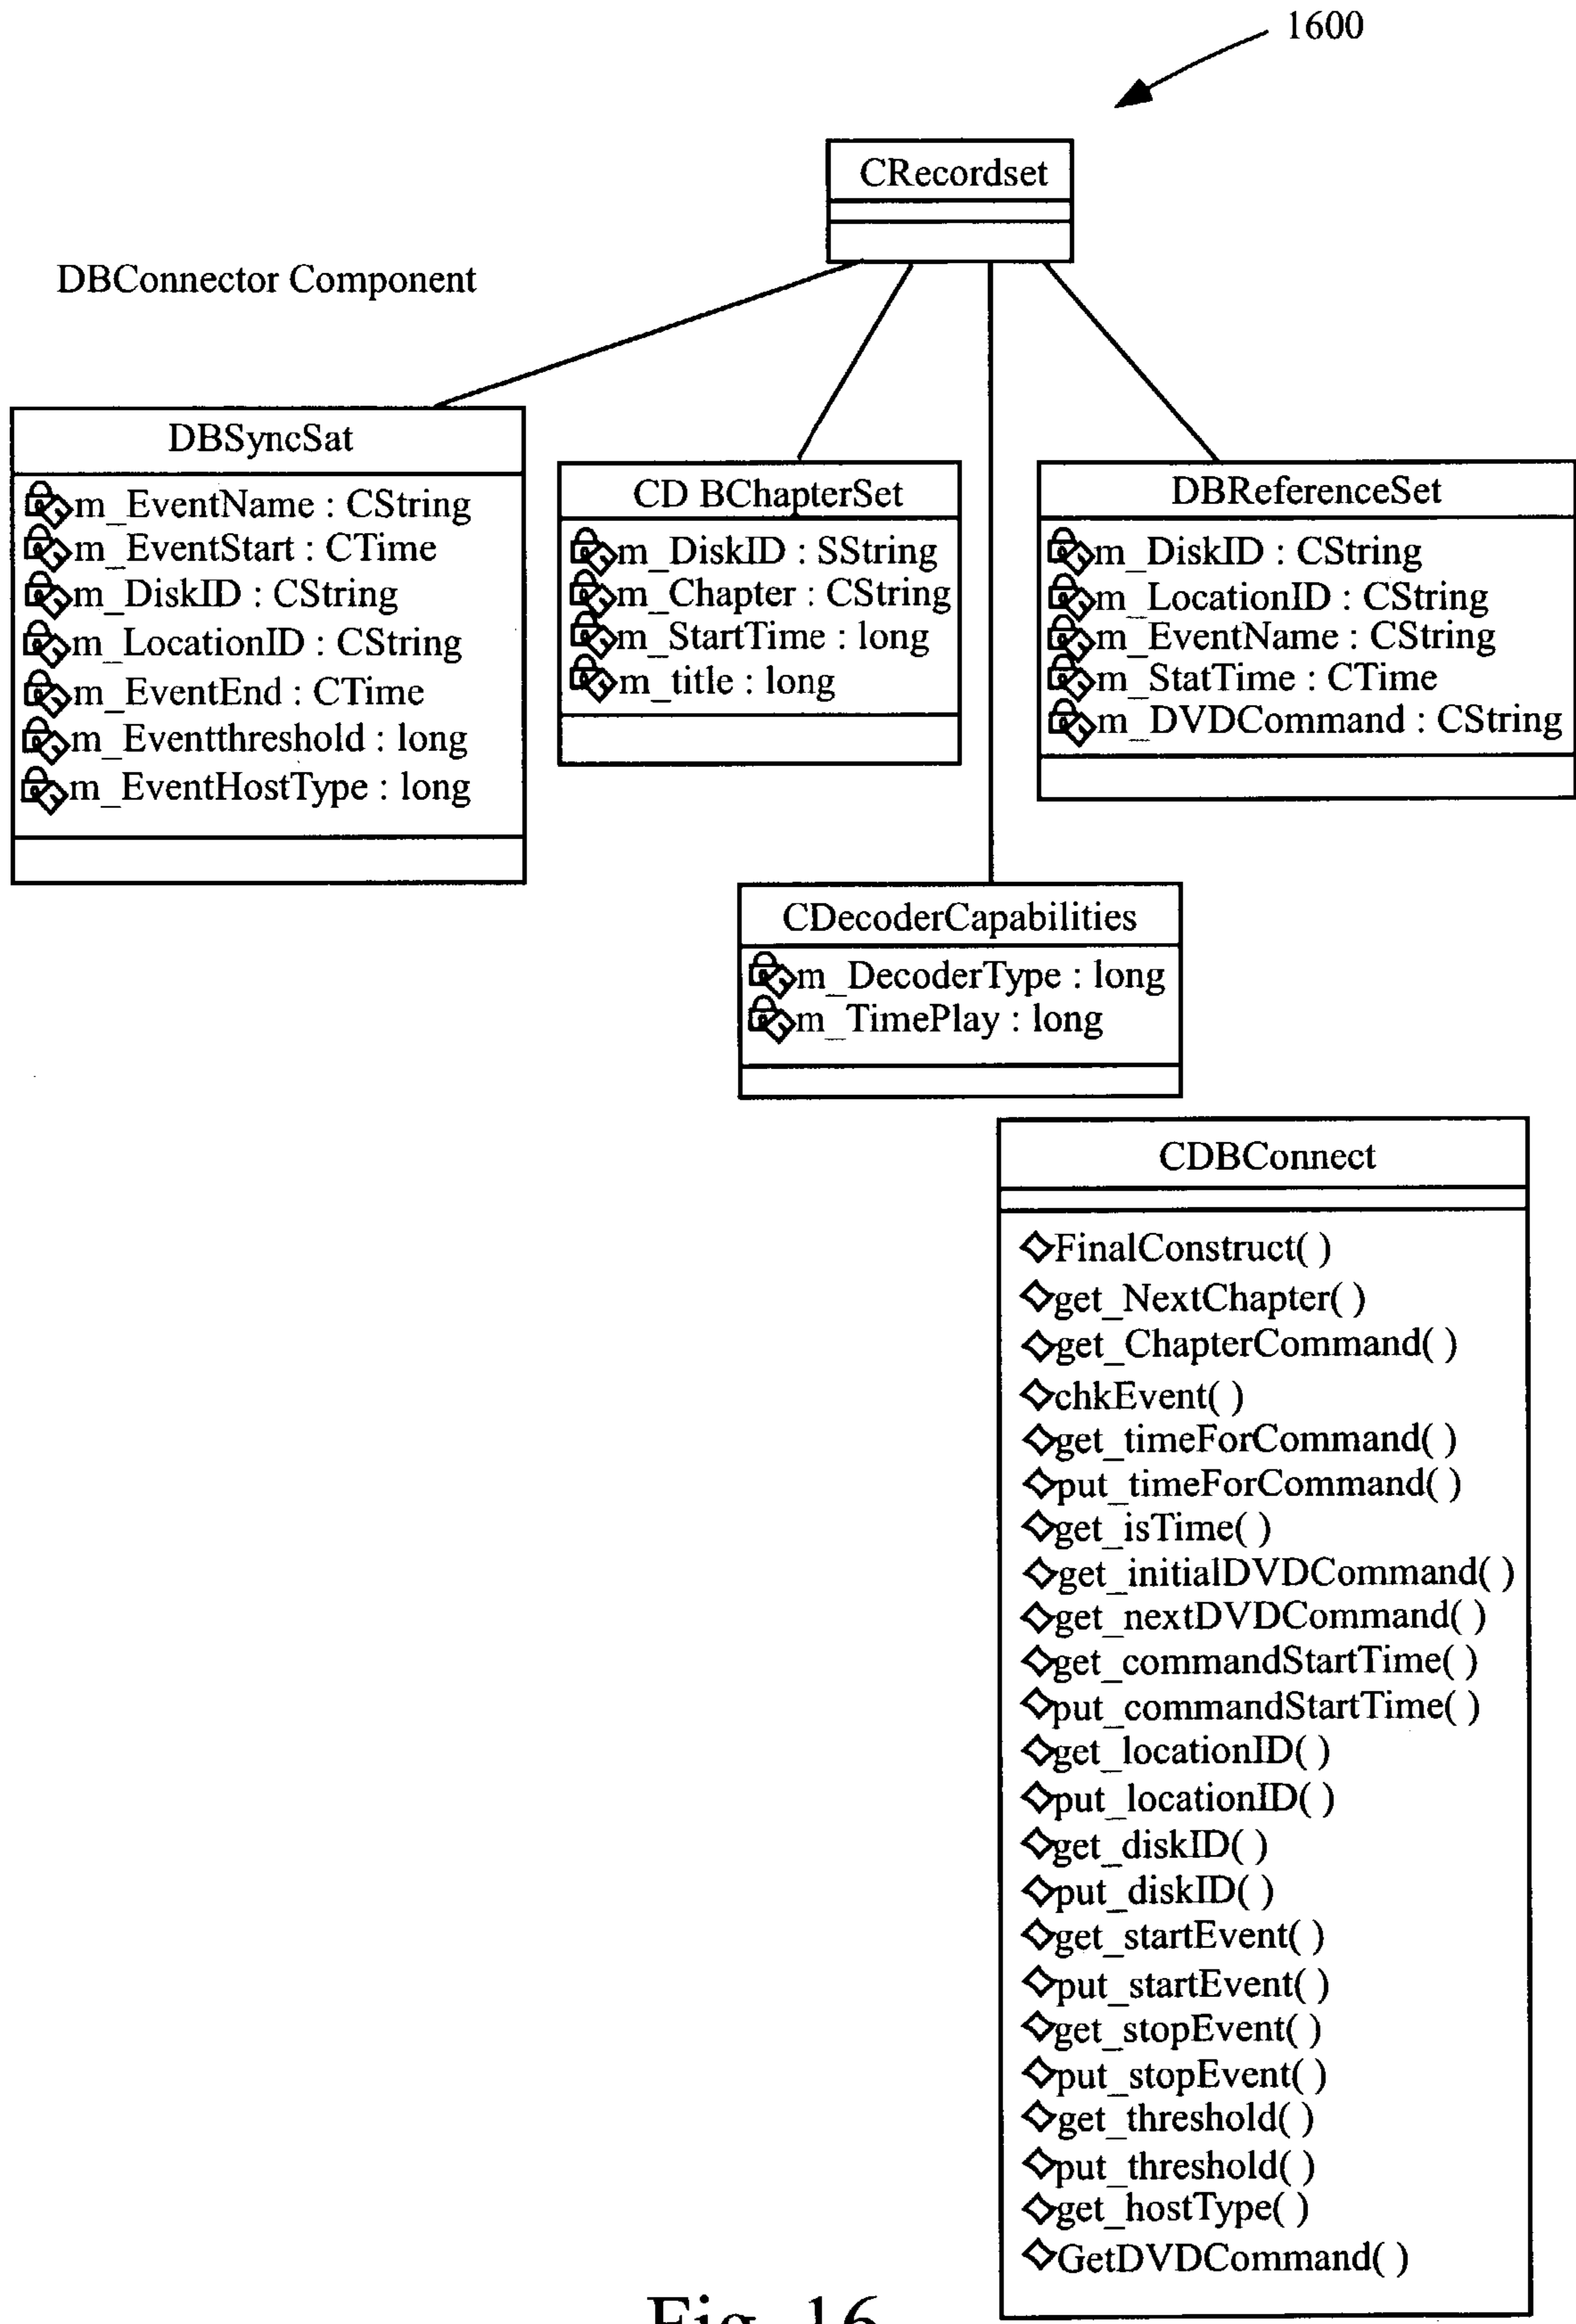 1600
CRecordset
DBConnector Component
DBSyncSat
m_EventName : CString
m_EventStart : CTime
m_DiskID : CString
m_LocationID : CString
m_EventEnd : CTime
m_Eventthreshold : long
m_EventHostType : long
CD BChapterSet
m_DiskID : SString
m_Chapter : CString
m_StartTime : long
m_title : long
DBReferenceSet
m_DiskID : CString
m_LocationID : CString
m_EventName : CString
m_StatTime : CTime
m_DVDCommand : CString
CDecoderCapabilities
m_DecoderType : long
m_TimePlay : long
CDBConnect
FinalConstruct( )
get_NextChapter( )
get_ChapterCommand( )
chkEvent( )
get_timeForCommand( )
put_timeForCommand( )
get_isTime( )
get_initialDVDCommand( )
get_nextDVDCommand( )
get_commandStartTime( )
put_commandStartTime( )
get_locationID( )
put_locationID( )
get_diskID( )
put_diskID( )
get_startEvent( )
put_startEvent( )
get_stopEvent( )
put_stopEvent( )
get_threshold( )
put_threshold( )
get_hostType( )
GetDVDCommand( )
Fig. 16